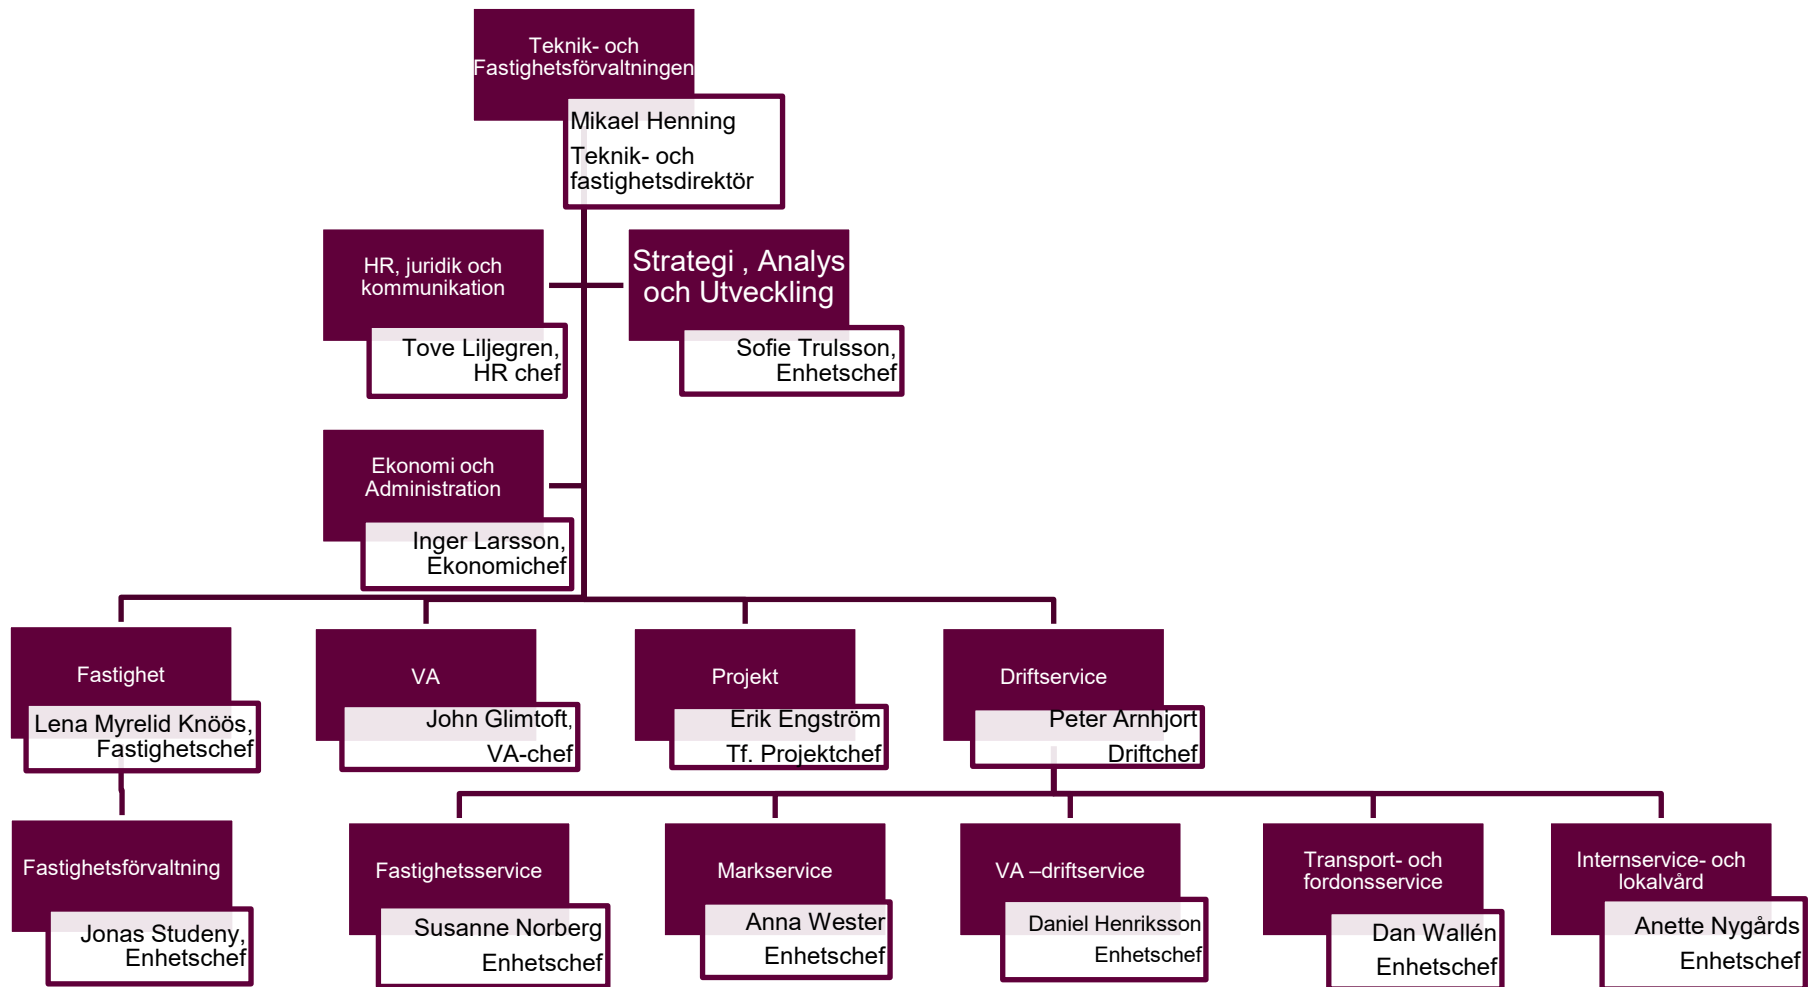 Teknik- och
Fastighetsförvaltningen
Mikael Henning
Teknik- och
fastighetsdirektör
HR, juridik och
kommunikation
Tove Liljegren,
HR chef
Strategi , Analys
och Utveckling
Sofie Trulsson,
Enhetschef
Ekonomi och
Administration
Inger Larsson,
Ekonomichef
Fastighet
Lena Myrelid Knöös,
Fastighetschef
VA
John Glimtoft,
VA-chef
Projekt
Erik Engström
Tf. Projektchef
Driftservice
Peter Arnhjort
Driftchef
Fastighetsförvaltning
Jonas Studeny,
Enhetschef
Fastighetsservice
Susanne Norberg
Enhetschef
Markservice
Anna Wester
Enhetschef
VA –driftservice
Daniel Henriksson
Enhetschef
Transport- och
fordonsservice
Dan Wallén
Enhetschef
Internservice- och
lokalvård
Anette Nygårds
Enhetschef